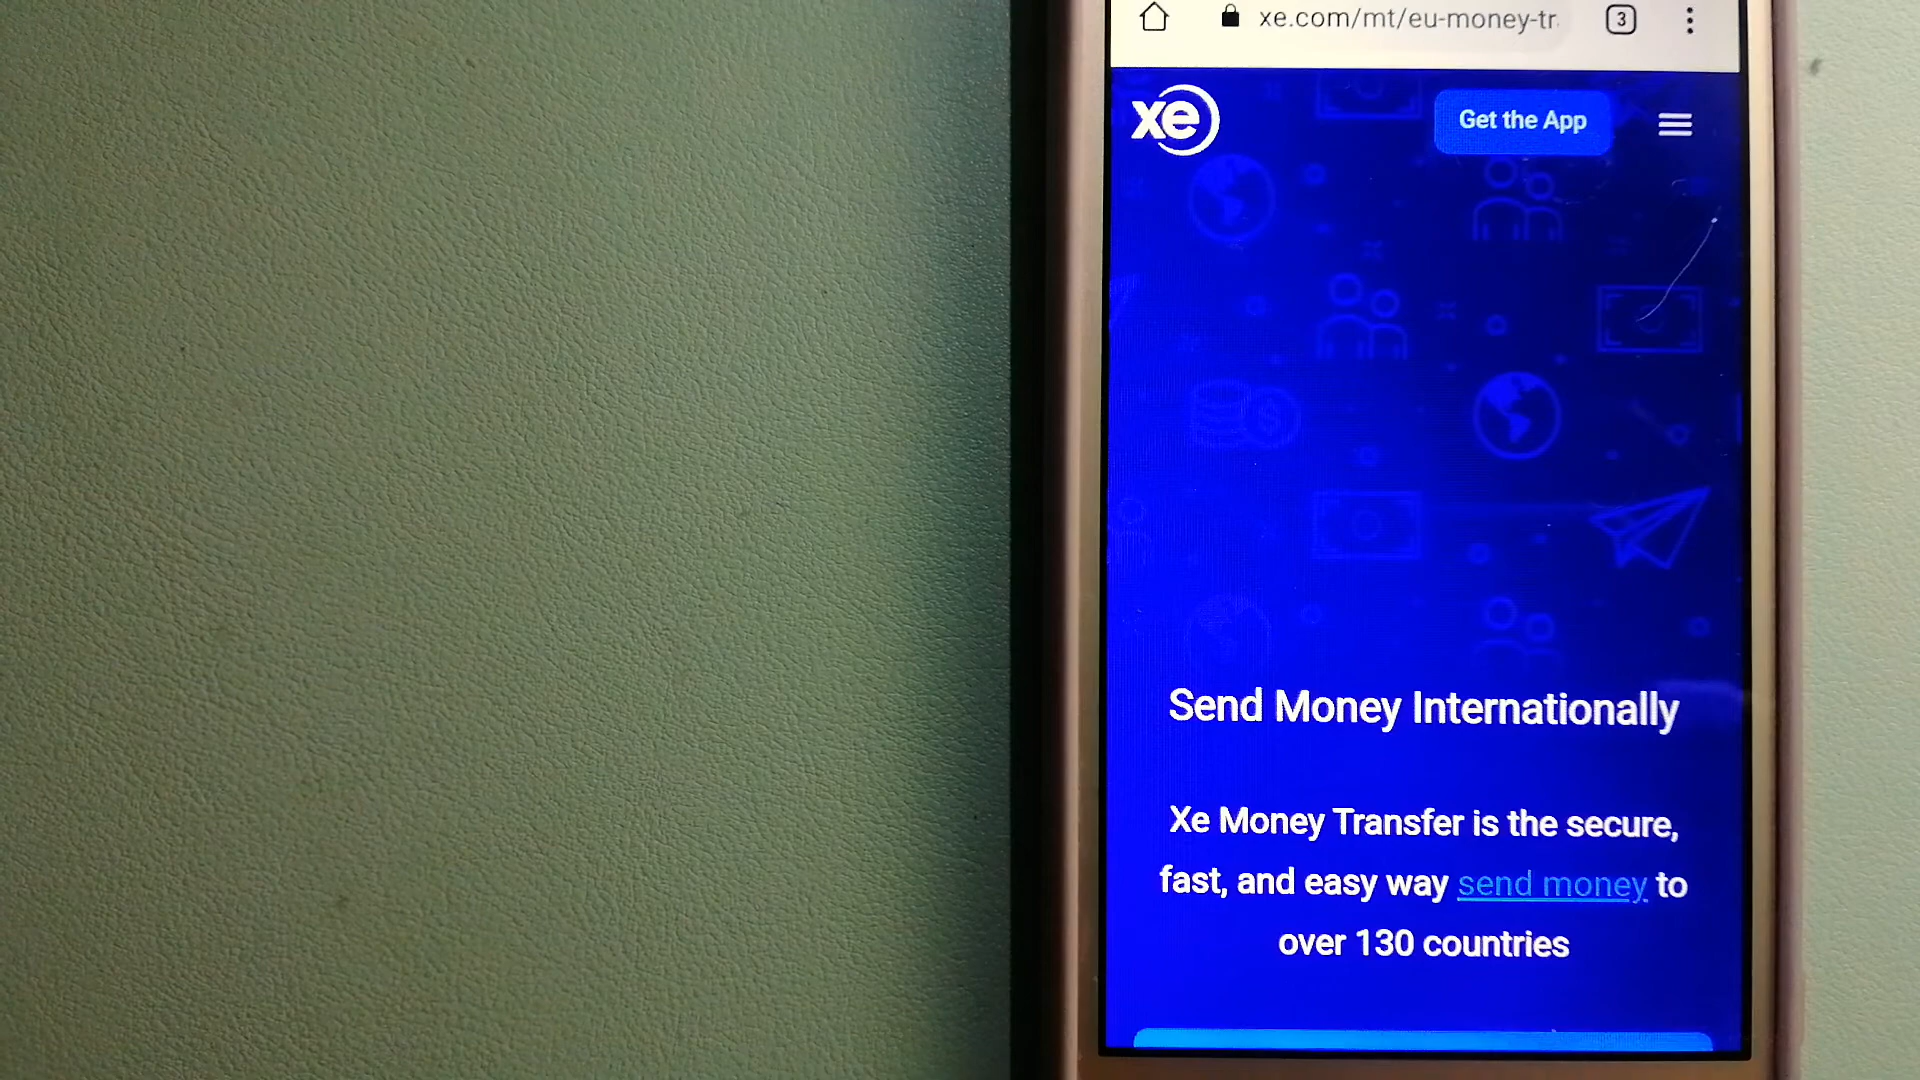 xe.com/mt/eu-money-tr
3
xe
Get the App
Send Money Internationally
Xe Money Transfer is the secure,
fast, and easy way send money to
over 130 countries